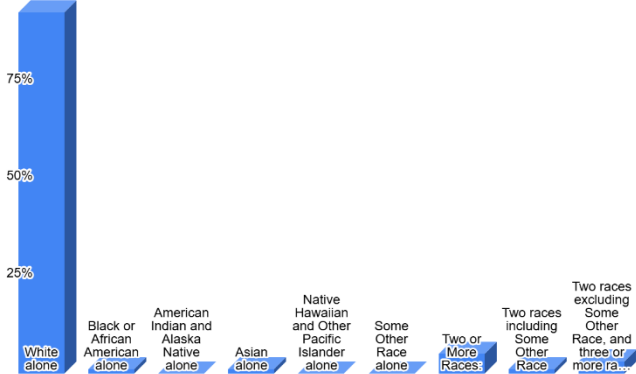 75%
50%
25%
White
alone
Black or
African
American
alone
American
Indian and
Alaska
Native
alone
Asian
alone
Native
Hawaiian
and Other
Pacific
Islander
alone
Some
Other
Race
alone
Two or
More
Races:
Two races
including
Some
Other
Race
Two races
excluding
Some
Other
Race, and
three or
more ra…